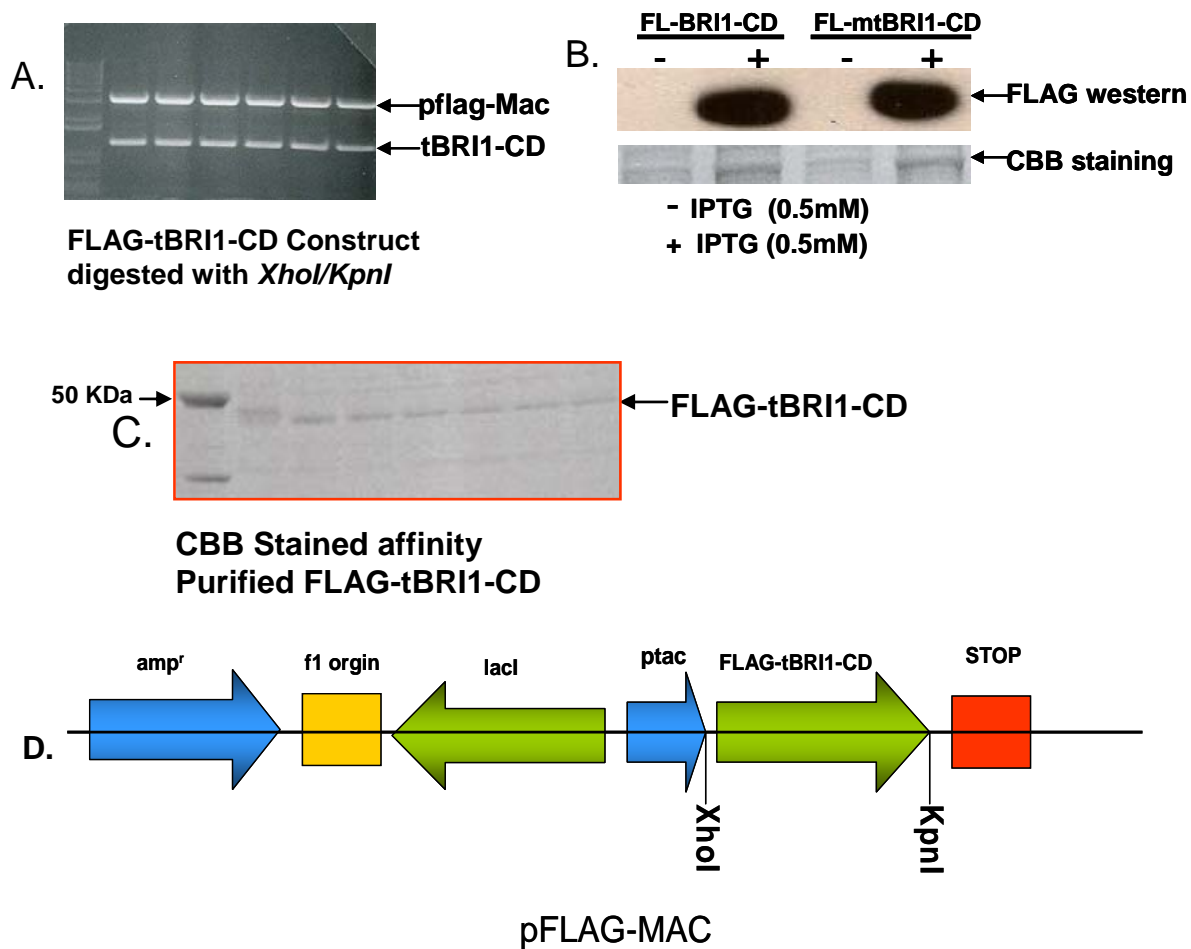 A.
pflag-Mac
tBRI1-CD
FLAG-tBRI1-CD Construct
digested with XhoI/KpnI
B.
FL-BRI1-CD FL-mtBRI1-CD
- + - +
FLAG western
CBB staining
- IPTG (0.5mM)
+ IPTG (0.5mM)
50 KDa
C.
FLAG-tBRI1-CD
CBB Stained affinity
Purified FLAG-tBRI1-CD
D.
ampʳ
f1 orgin
lacI
ptac
FLAG-tBRI1-CD
STOP
XhoI
KpnI
pFLAG-MAC